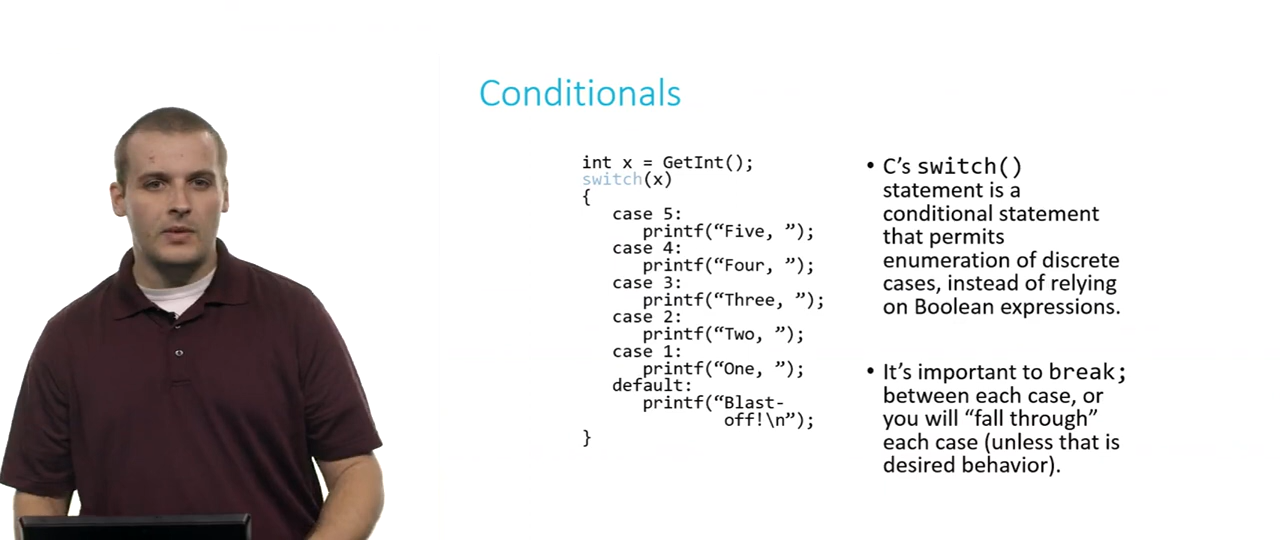 Conditionals
int x = GetInt();
switch(x)
{
case 5:
printf(“Five, ”);
case 4:
printf(“Four, ”);
case 3:
printf(“Three, ”);
case 2:
printf(“Two, ”);
case 1:
printf(“One, ”);
default:
printf(“Blast-
off!\n”);
}
• C’s switch()
statement is a
conditional statement
that permits
enumeration of discrete
cases, instead of relying
on Boolean expressions.
• It’s important to break;
between each case, or
you will “fall through”
each case (unless that is
desired behavior).